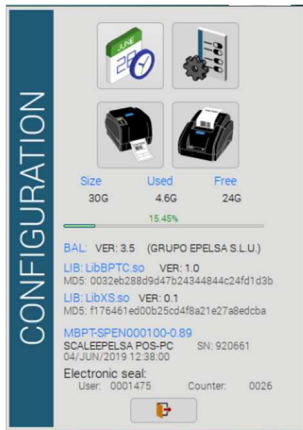 CONFIGURATION
JUNE
Size Used Free
30G 4.6G 24G
15.45%
BAL: VER: 3.5 (GRUPO EPELSA S.L.U.)
LIB: LibBPTC.so VER: 1.0
MD5: 0032eb288d9d47b24344844c24fd1d3b
LIB: LibXS.so VER: 0.1
MD5: f176461ed00b25cd4f8a21e27a8edcba
MBPT-SPEN000100-0.89
SCALEEPELSA POS-PC SN: 920661
04/JUN/2019 12:38:00
Electronic seal:
User: 0001475 Counter: 0026